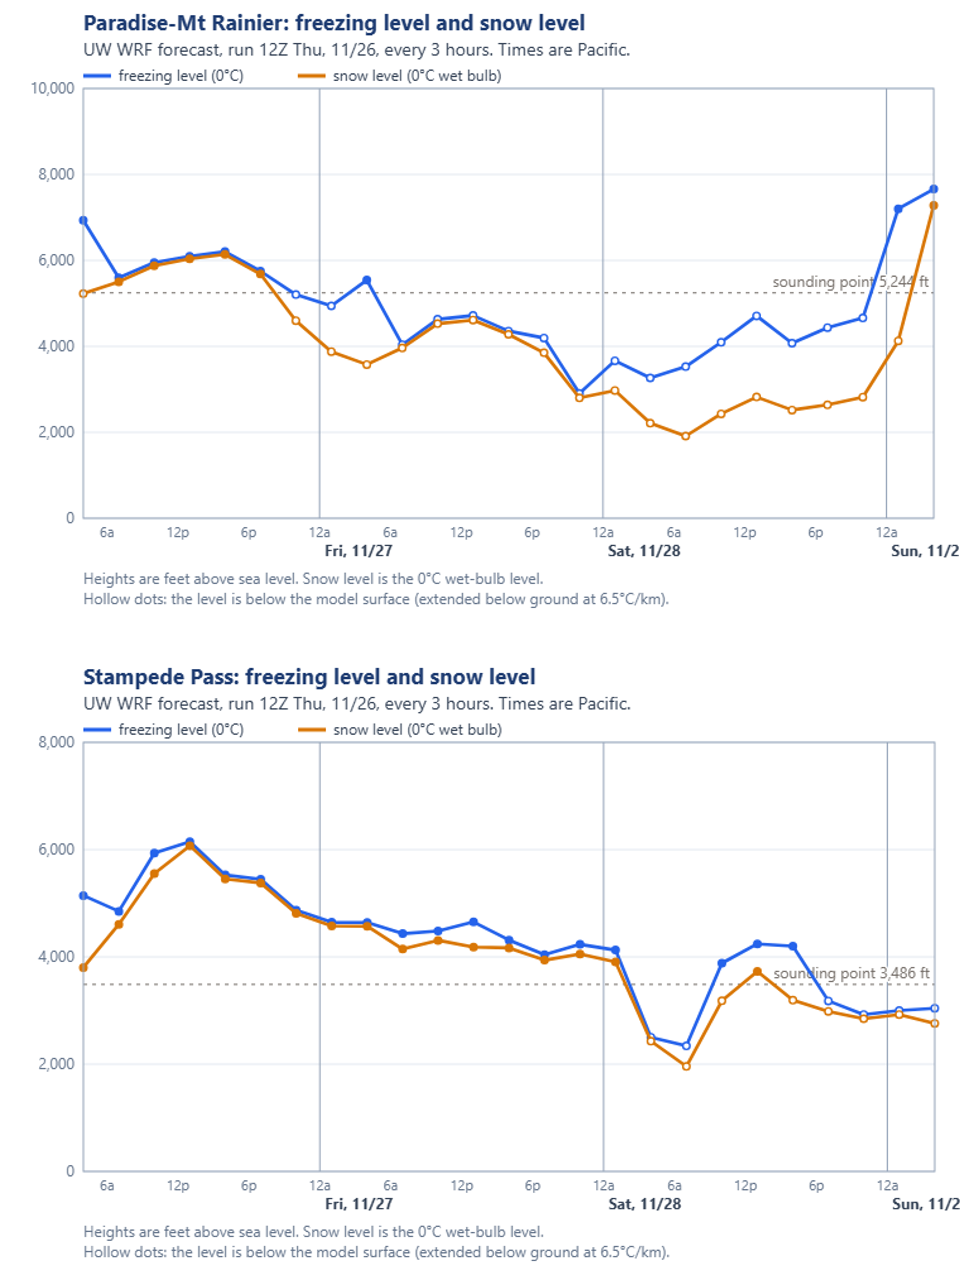 Paradise-Mt Rainier: freezing level and snow level
UW WRF forecast, run 12Z Thu, 11/26, every 3 hours. Times are Pacific.
freezing level (0°C) snow level (0°C wet bulb)
10,000
8,000
6,000
sounding point 5,244 ft
4,000
2,000
0
6a 12p 6p 12a 6a 12p 6p 12a 6a 12p 6p 12a
Fri, 11/27 Sat, 11/28 Sun, 11/2
Heights are feet above sea level. Snow level is the 0°C wet-bulb level.
Hollow dots: the level is below the model surface (extended below ground at 6.5°C/km).
Stampede Pass: freezing level and snow level
UW WRF forecast, run 12Z Thu, 11/26, every 3 hours. Times are Pacific.
freezing level (0°C) snow level (0°C wet bulb)
8,000
6,000
4,000
sounding point 3,486 ft
2,000
0
6a 12p 6p 12a 6a 12p 6p 12a 6a 12p 6p 12a
Fri, 11/27 Sat, 11/28 Sun, 11/2
Heights are feet above sea level. Snow level is the 0°C wet-bulb level.
Hollow dots: the level is below the model surface (extended below ground at 6.5°C/km).